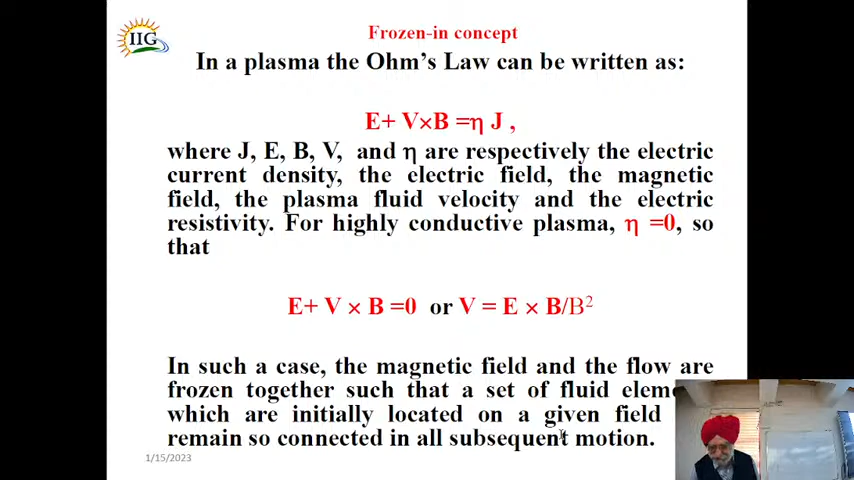 IIG
Frozen-in concept
In a plasma the Ohm's Law can be written as:
E+ V×B =η J ,
where J, E, B, V, and η are respectively the electric
current density, the electric field, the magnetic
field, the plasma fluid velocity and the electric
resistivity. For highly conductive plasma, η =0, so
that
E+ V × B =0 or V = E × B/B²
In such a case, the magnetic field and the flow are
frozen together such that a set of fluid
which are initially located on a given field
remain so connected in all subsequent motion.
1/15/2023